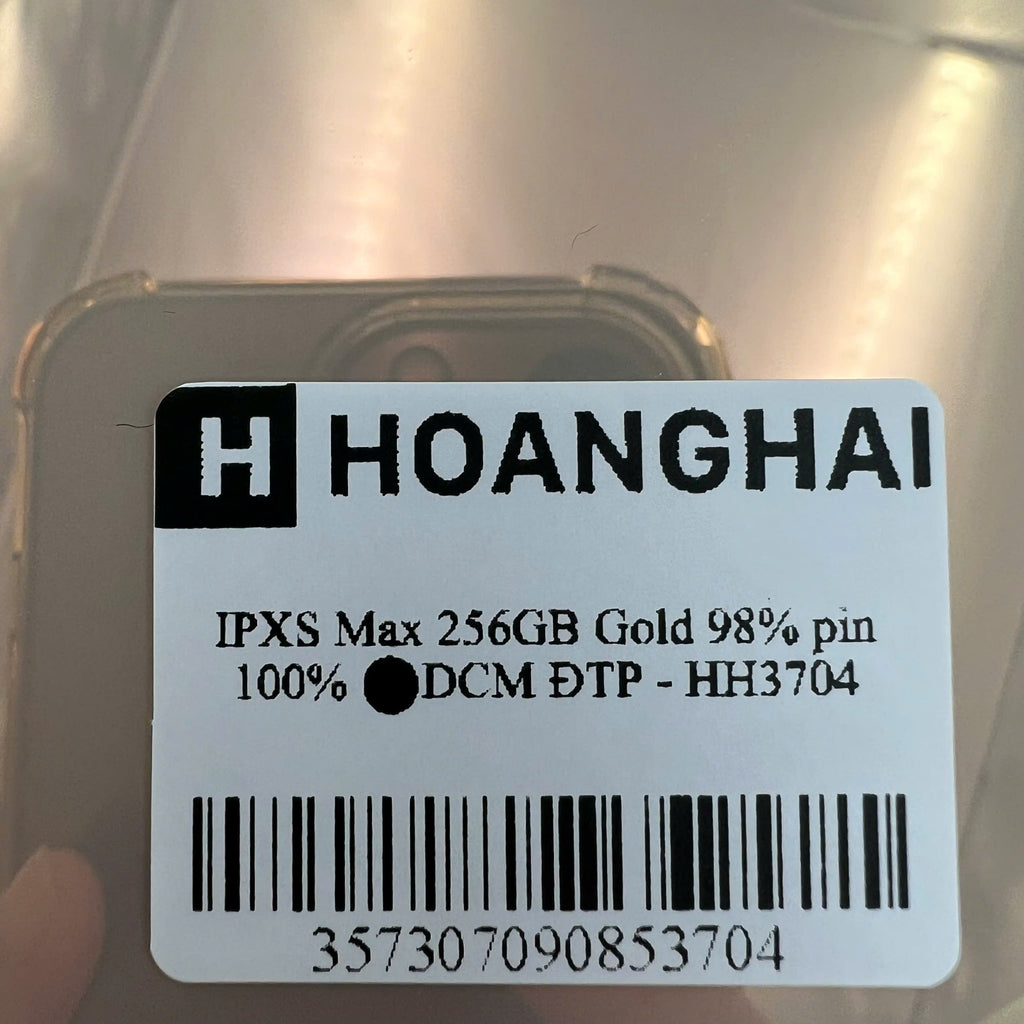 H HOANGHAI
IPXS Max 256GB Gold 98% pin
100% ⚫DCM ĐTP - HH3704
357307090853704